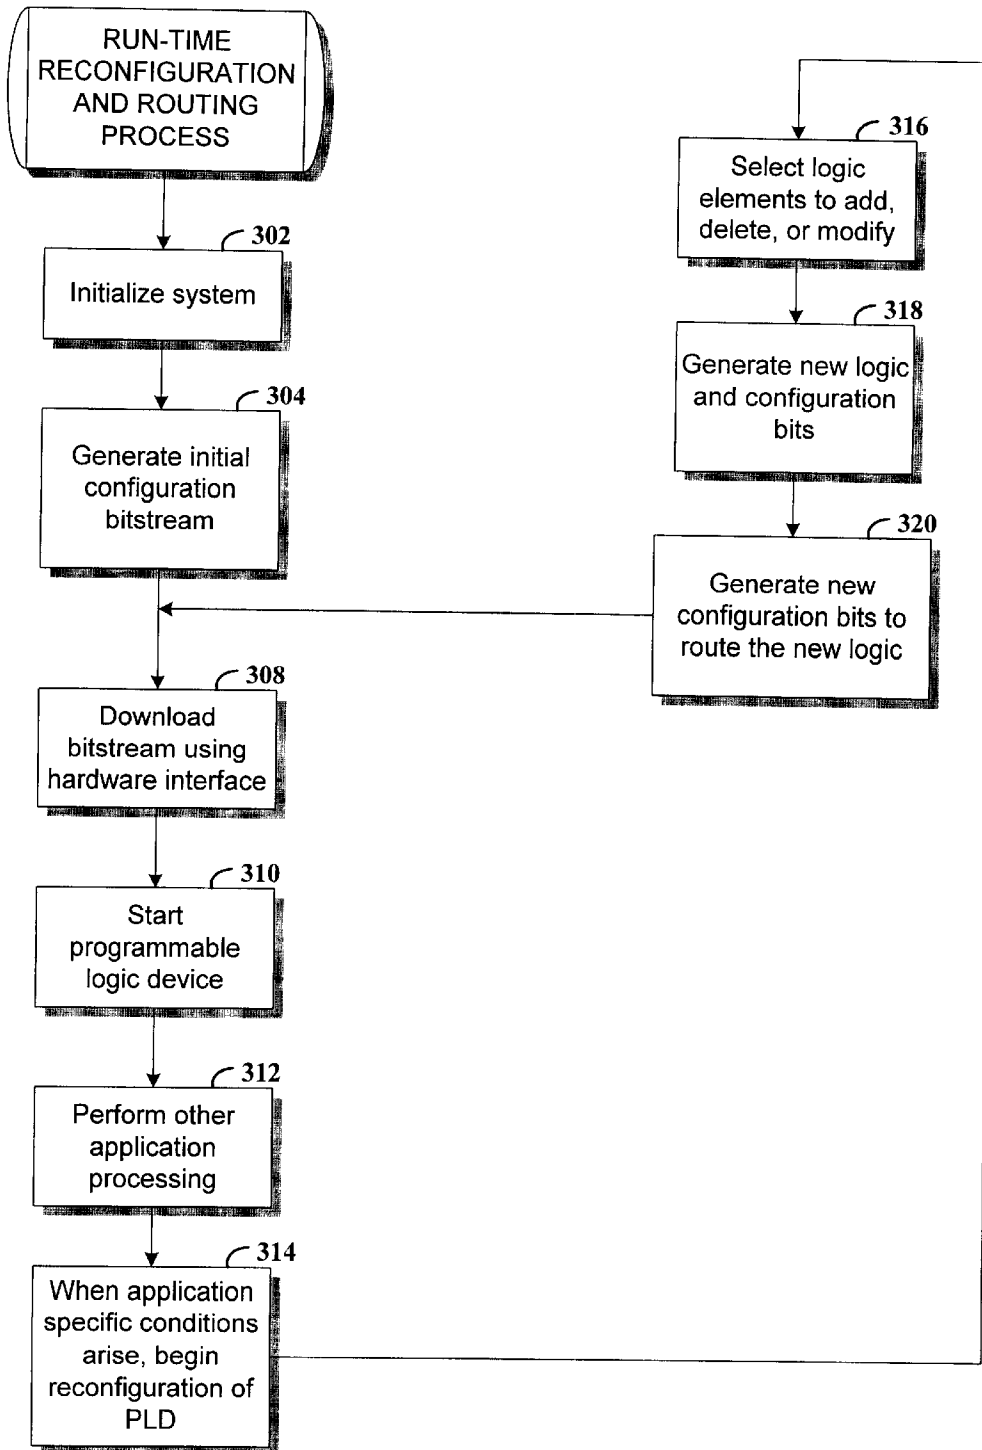 RUN-TIME
RECONFIGURATION
AND ROUTING
PROCESS
302
Initialize system
304
Generate initial
configuration
bitstream
308
Download
bitstream using
hardware interface
310
Start
programmable
logic device
312
Perform other
application
processing
314
When application
specific conditions
arise, begin
reconfiguration of
PLD
316
Select logic
elements to add,
delete, or modify
318
Generate new logic
and configuration
bits
320
Generate new
configuration bits to
route the new logic